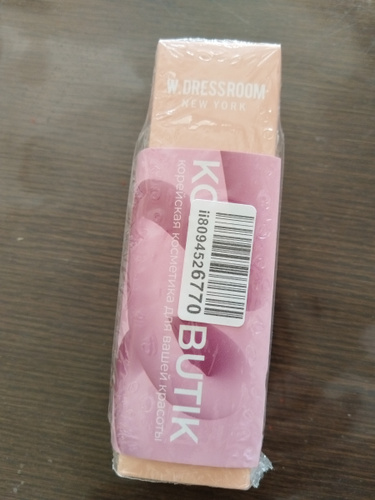 W.DRESSROOM
NEW YORK
KO
BUTIK
корейская косметика для вашей красоты
ii8094526770